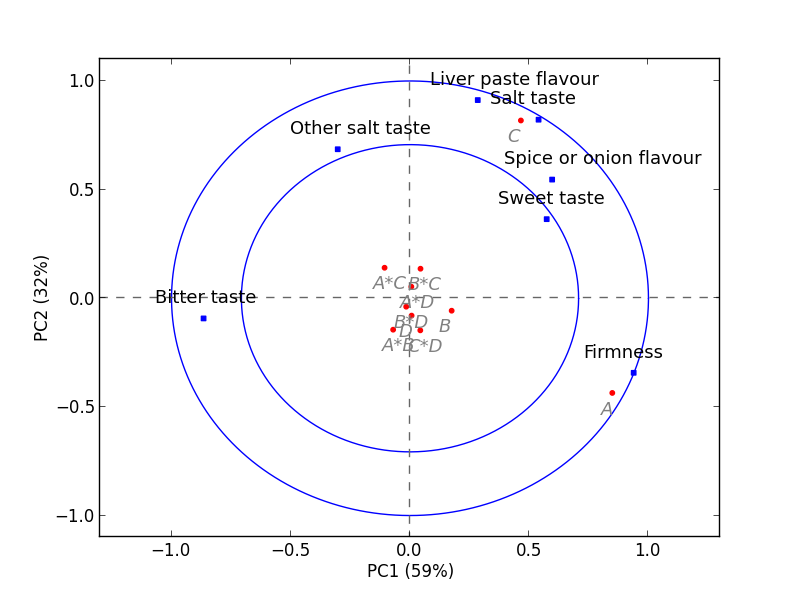 Liver paste flavour
Salt taste
Other salt taste
C
Spice or onion flavour
Sweet taste
A*C
B*C
A*D
Bitter taste
B*D
B
D
A*B
C*D
Firmness
A
1.0
0.5
0.0
−0.5
−1.0
PC2 (32%)
−1.0
−0.5
0.0
0.5
1.0
PC1 (59%)